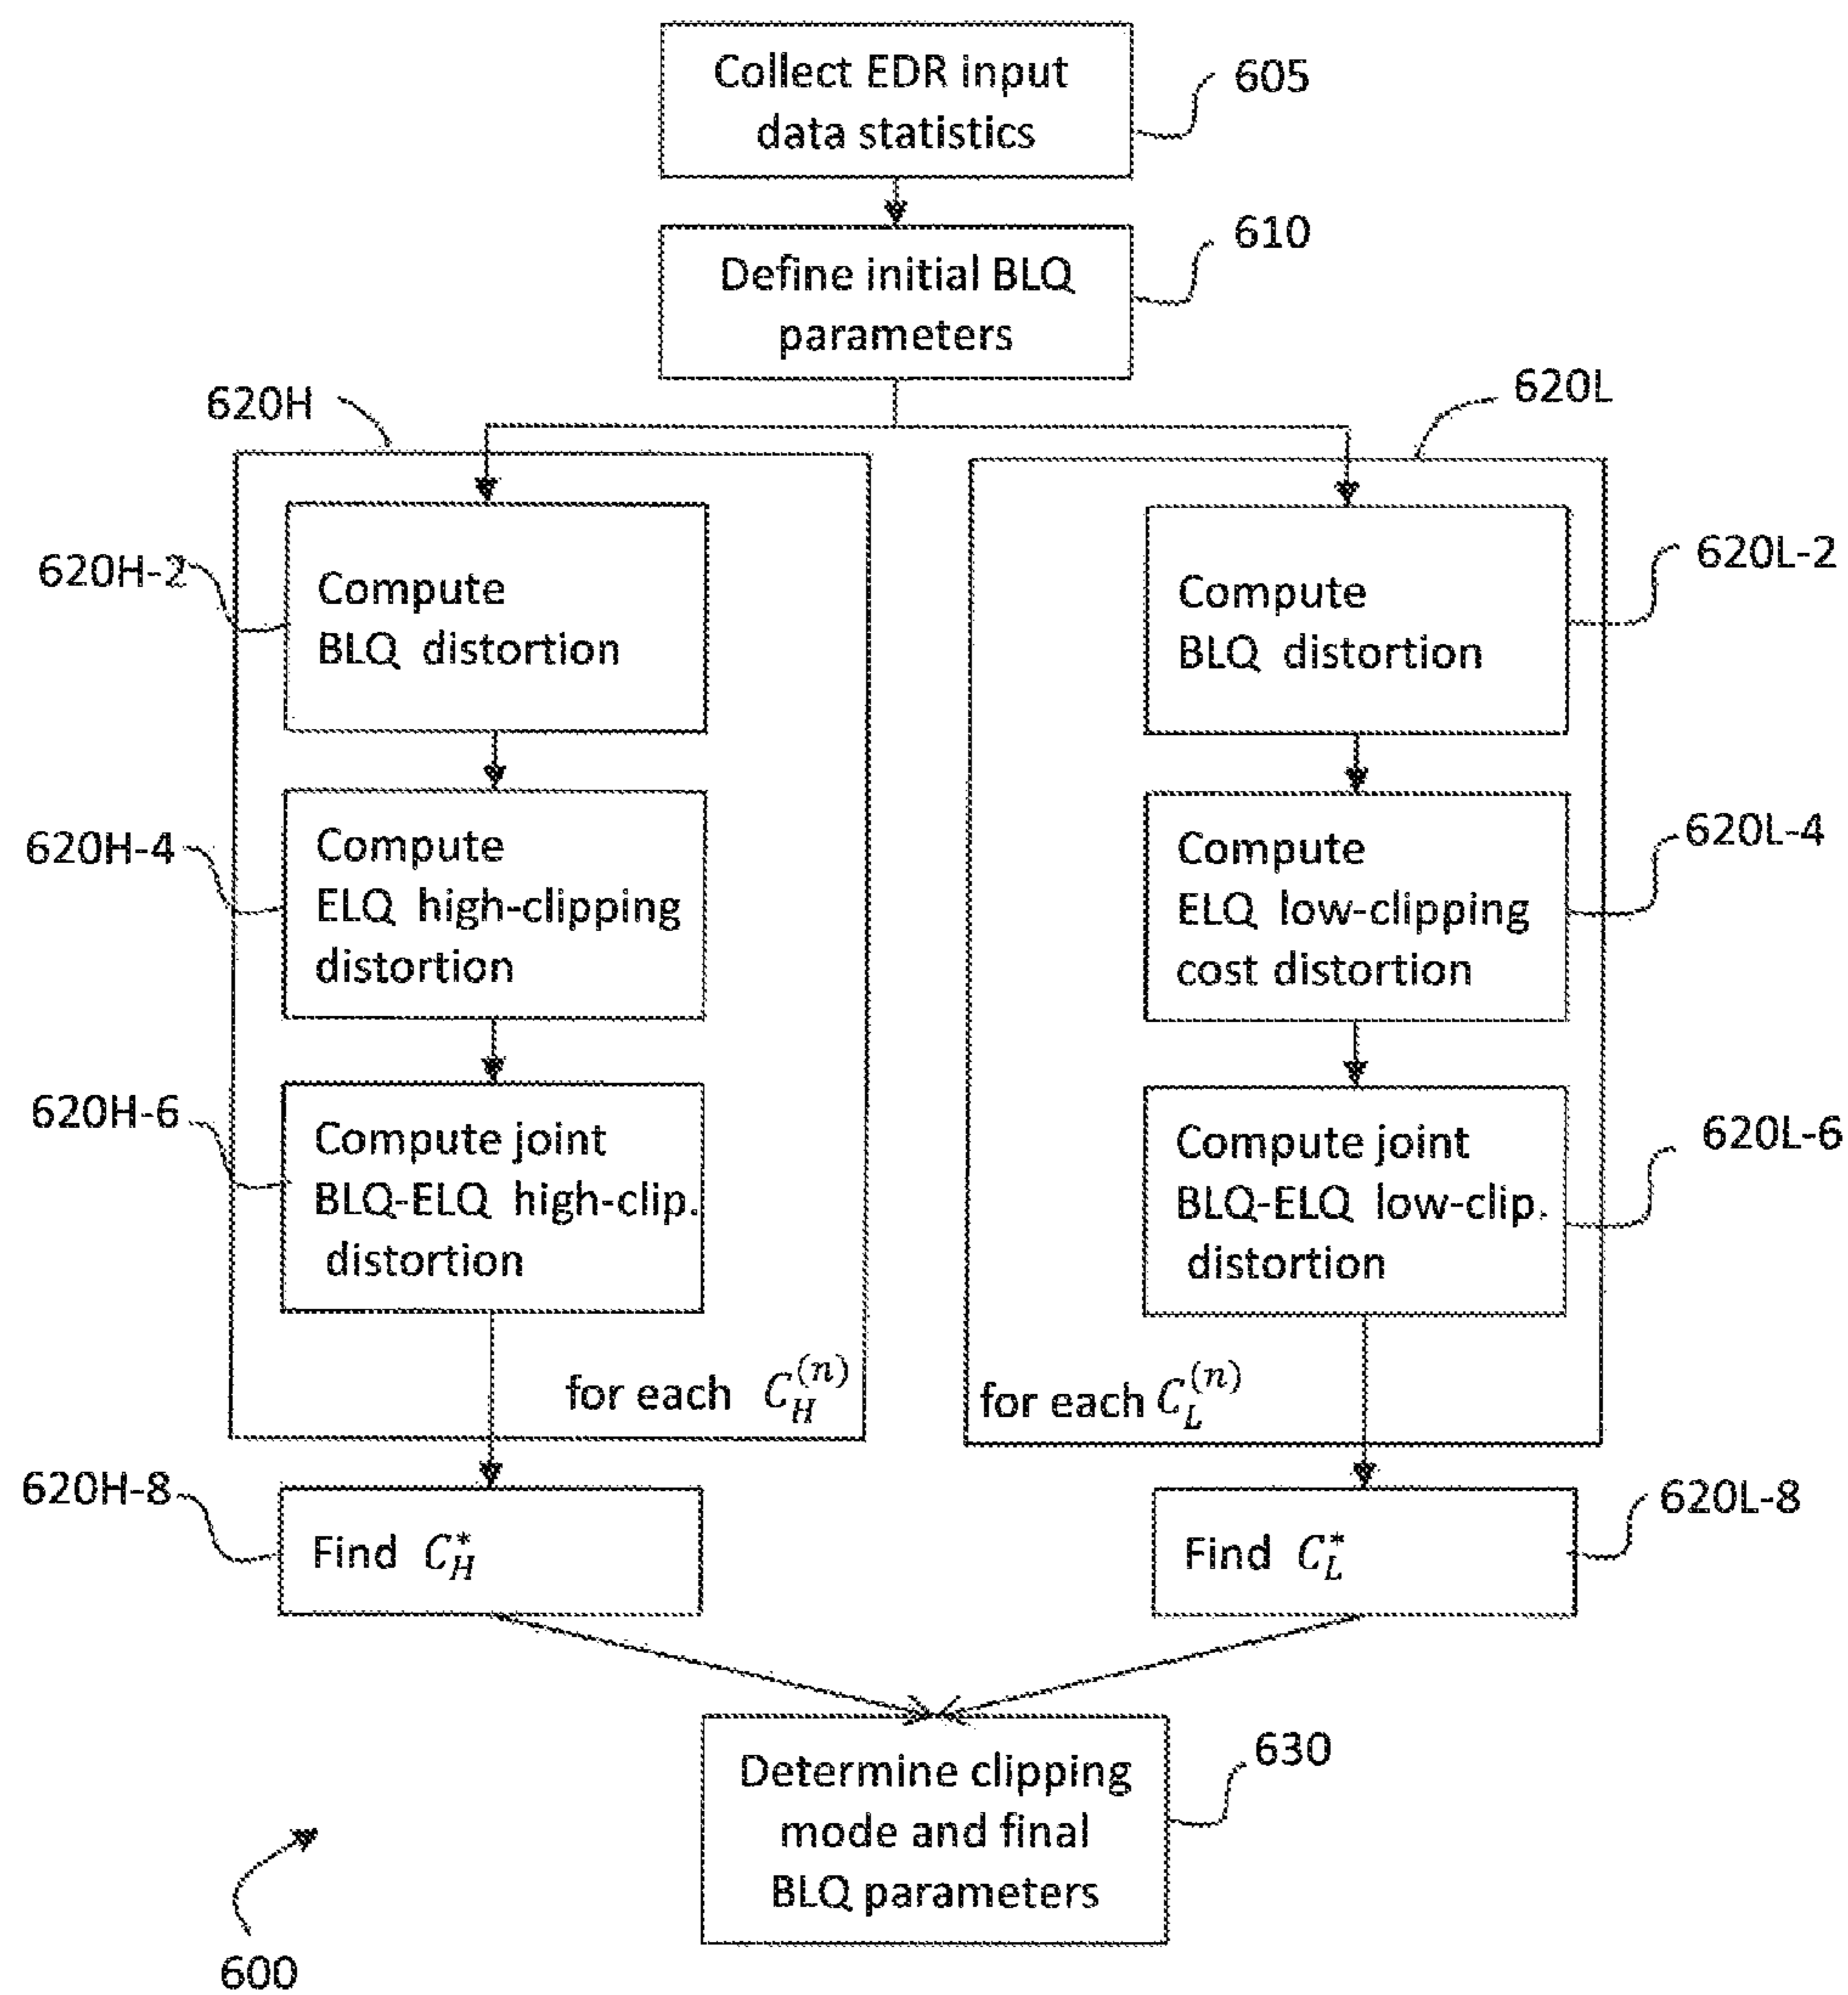 Collect EDR input
data statistics
605
Define initial BLQ
parameters
610
620H
620L
Compute
BLQ distortion
620H-2
Compute
BLQ distortion
620L-2
Compute
ELQ high-clipping
distortion
620H-4
Compute
ELQ low-clipping
cost distortion
620L-4
Compute joint
BLQ-ELQ high-clip.
distortion
620H-6
Compute joint
BLQ-ELQ low-clip.
distortion
620L-6
for each $C_H^{(n)}$
for each $C_L^{(n)}$
620H-8
Find $C_H^*$
Find $C_L^*$
620L-8
Determine clipping
mode and final
BLQ parameters
630
600